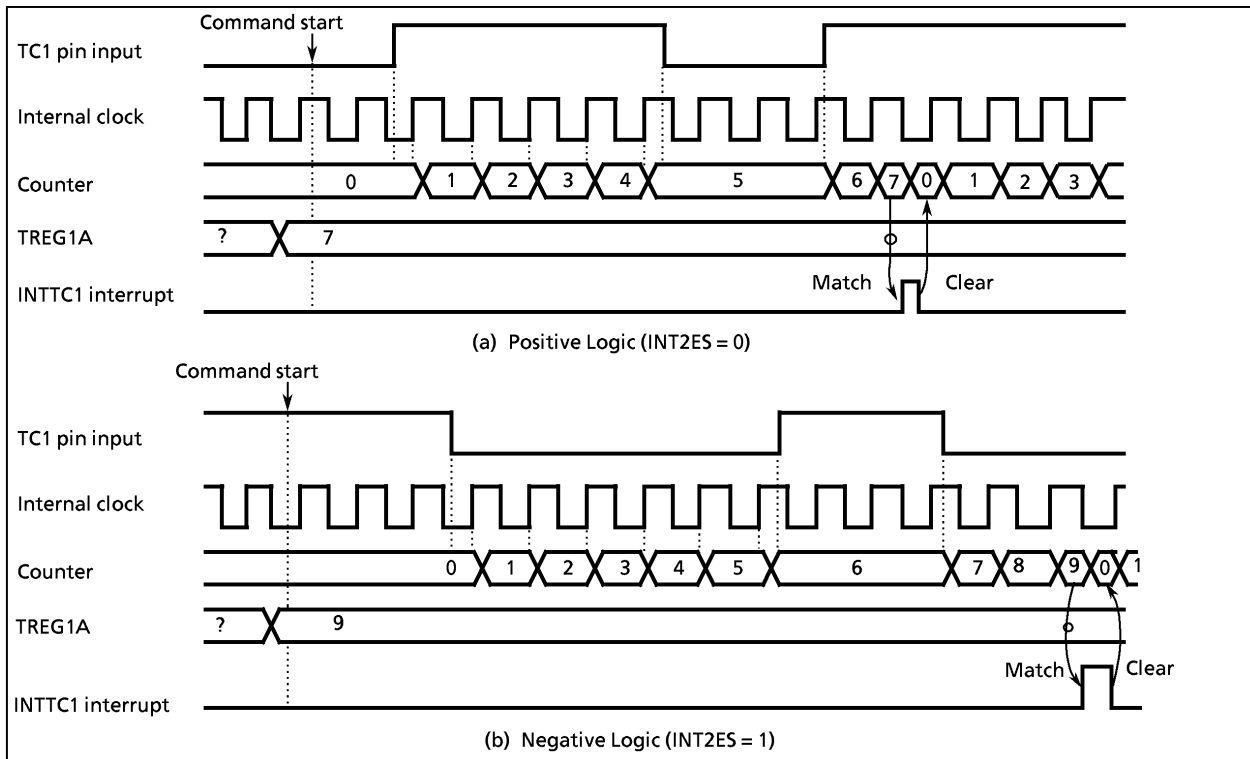 Command start
TC1 pin input
Internal clock
Counter 0 1 2 3 4 5 6 7 0 1 2 3
TREG1A ? 7
Match Clear
INTTC1 interrupt
(a) Positive Logic (INT2ES = 0)
Command start
TC1 pin input
Internal clock
Counter 0 1 2 3 4 5 6 7 8 9 0 1
TREG1A ? 9
Match Clear
INTTC1 interrupt
(b) Negative Logic (INT2ES = 1)